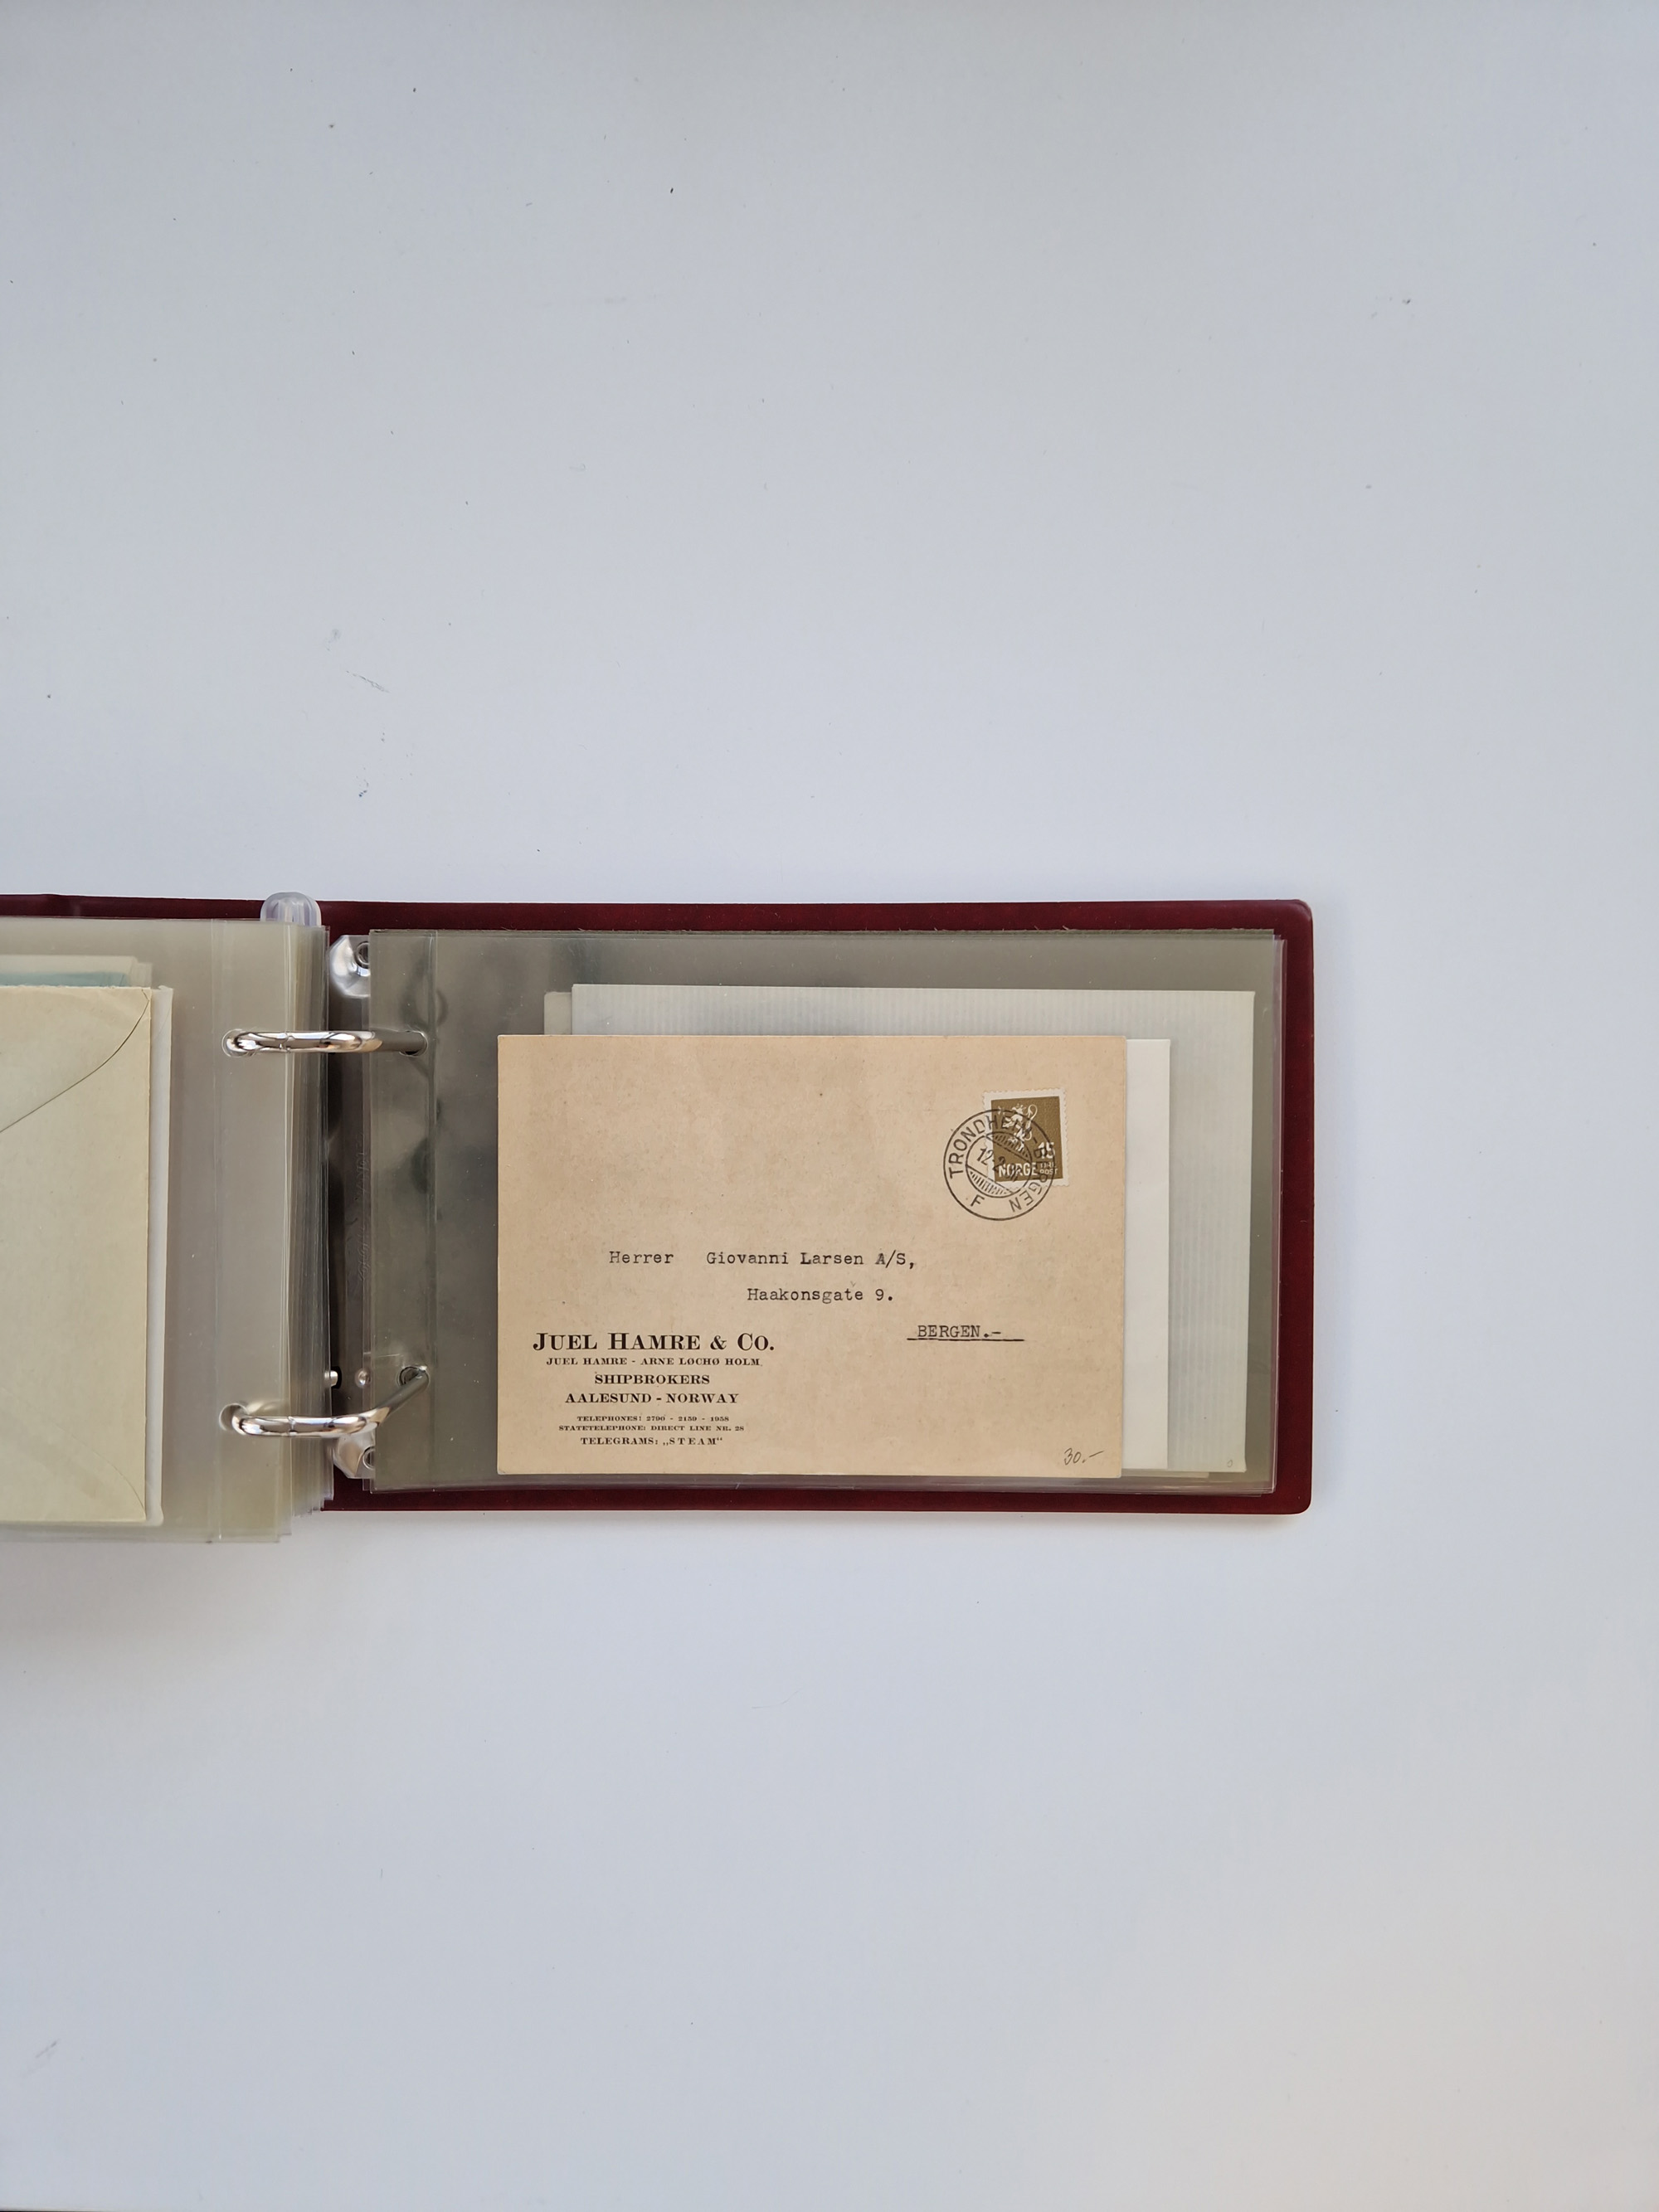 TRONDHEIM-BERGEN
F
15
NORGE
Herrer Giovanni Larsen A/S,
Haakonsgate 9.
BERGEN.-
JUEL HAMRE & CO.
JUEL HAMRE - ARNE LØCHØ HOLM
SHIPBROKERS
AALESUND - NORWAY
TELEPHONES: 2790 - 2150 - 1958
STATETELEPHONE: DIRECT LINE NR. 28
TELEGRAMS: „STEAM“
30.-